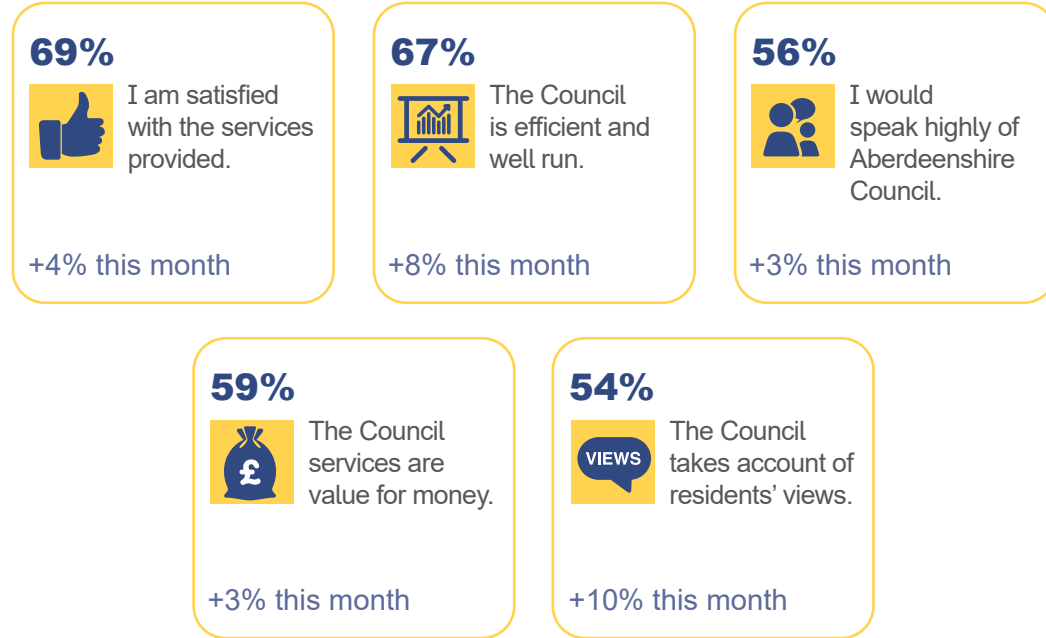 69%
I am satisfied
with the services
provided.
+4% this month
67%
The Council
is efficient and
well run.
+8% this month
56%
I would
speak highly of
Aberdeenshire
Council.
+3% this month
59%
£
The Council
services are
value for money.
+3% this month
54%
VIEWS
The Council
takes account of
residents’ views.
+10% this month